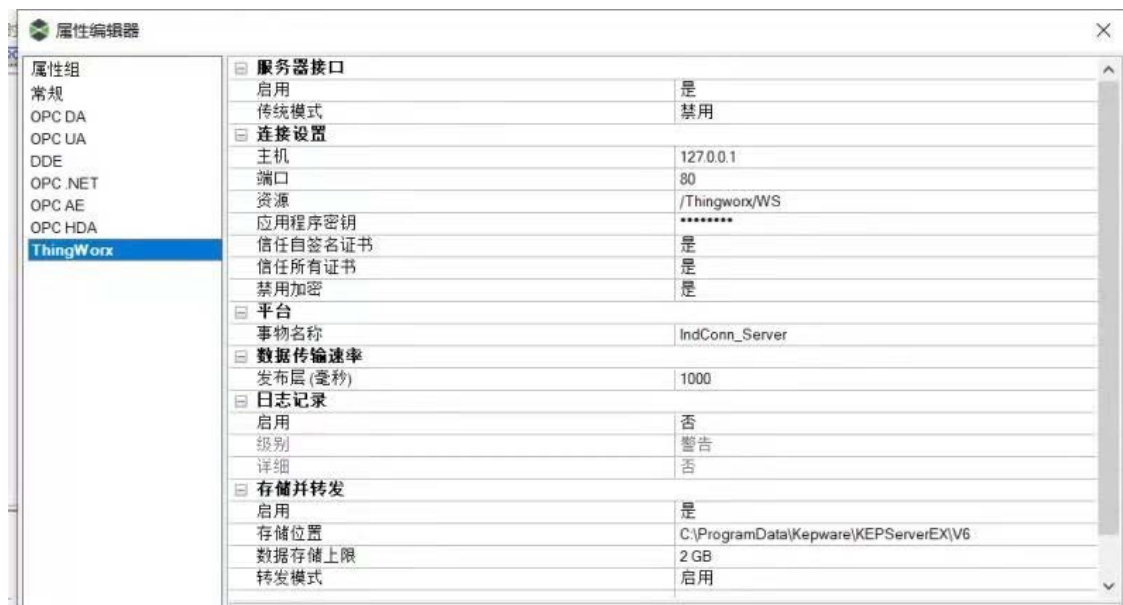 属性编辑器
属性组
常规
OPC DA
OPC UA
DDE
OPC .NET
OPC AE
OPC HDA
ThingWorx
服务器接口
启用 是
传统模式 禁用
连接设置
主机 127.0.0.1
端口 80
资源 /Thingworx/WS
应用程序密钥 ••••••••
信任自签名证书 是
信任所有证书 是
禁用加密 是
平台
事物名称 IndConn_Server
数据传输速率
发布层 (毫秒) 1000
日志记录
启用 否
级别 警告
详细 否
存储并转发
启用 是
存储位置 C:\ProgramData\Kepware\KEPServerEX\V6
数据存储上限 2 GB
转发模式 启用